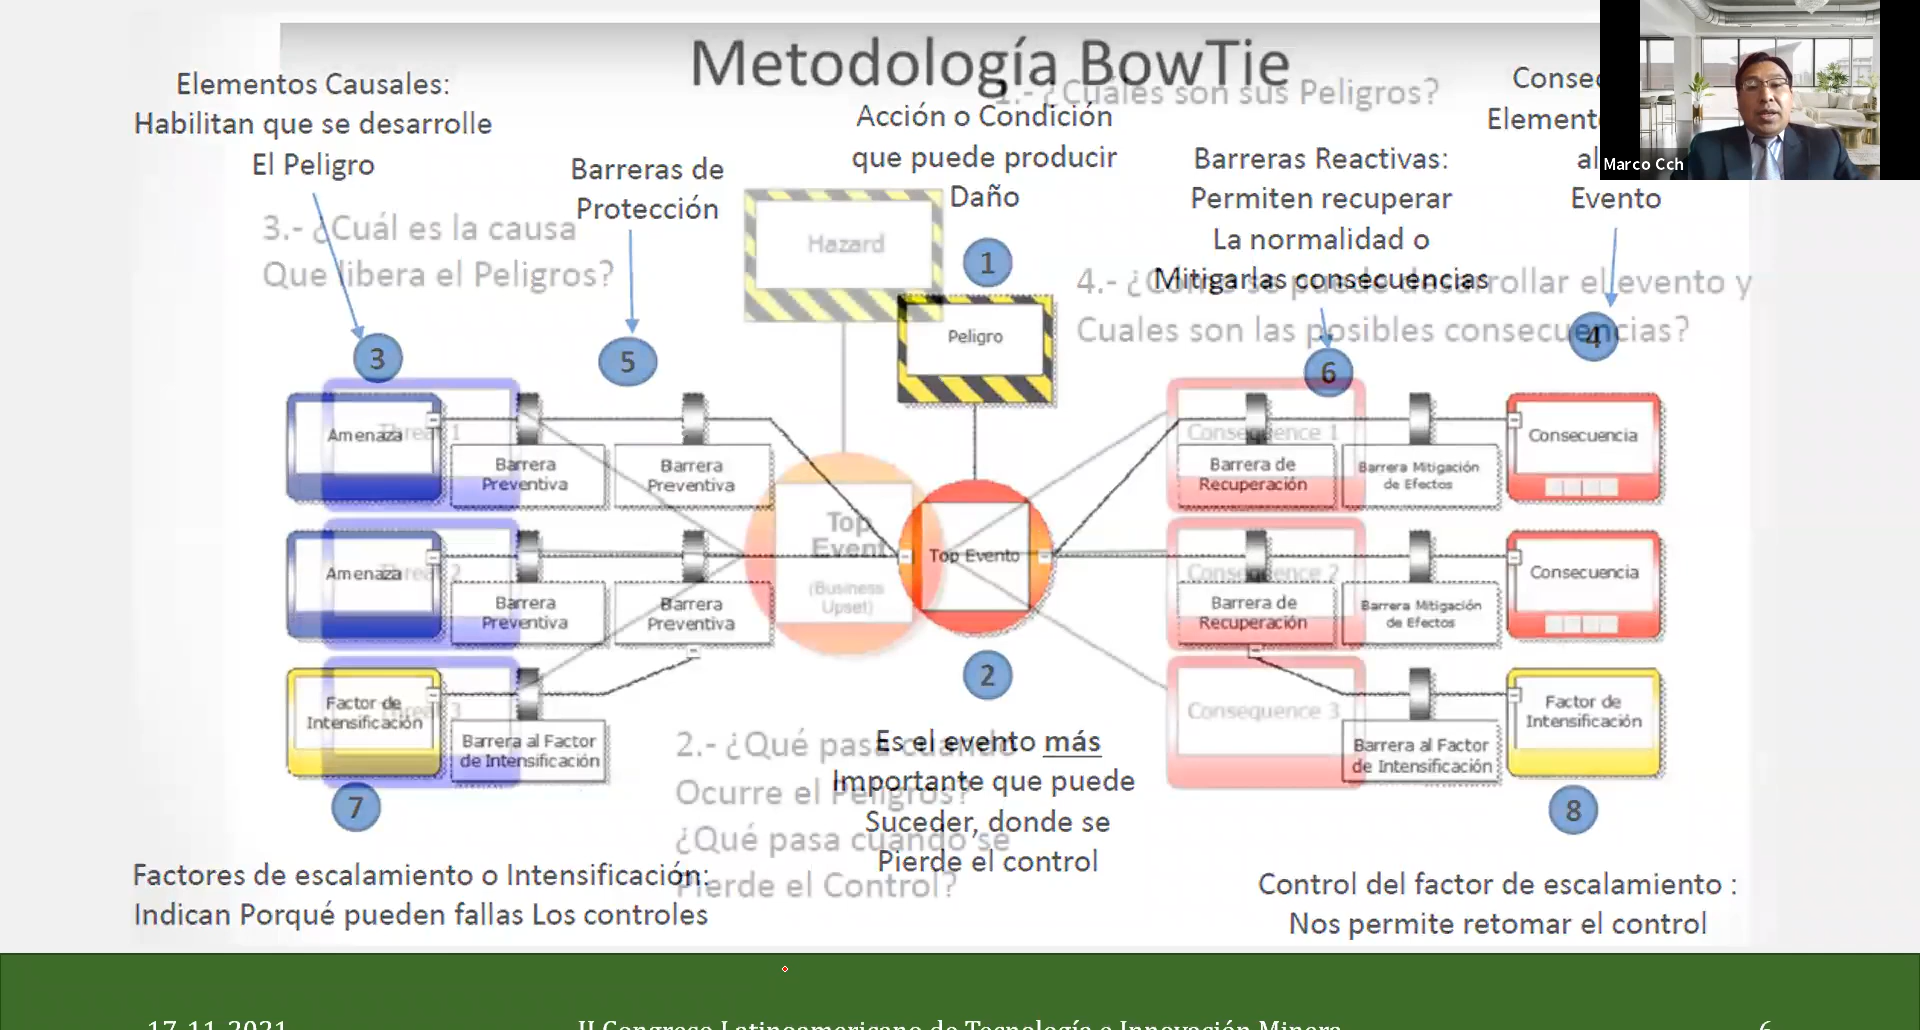 Metodología BowTie
Elementos Causales:
Habilitan que se desarrolle
El Peligro
3.- ¿Cuál es la causa
Que libera el Peligros?
Barreras de
Protección
1.- ¿Cuáles son sus Peligros?
Acción o Condición
que puede producir
Daño
Barreras Reactivas:
Permiten recuperar
La normalidad o
Mitigarlas consecuencias
al
Evento
Marco Cch
4.- ¿Cómo se puede desarrollar el evento y
Cuales son las posibles consecuencias?
Hazard
1
Peligro
3
5
6
4
Amenaza
Threat 1
Barrera
Preventiva
Barrera
Preventiva
Consequence 1
Barrera de
Recuperación
Barrera Mitigación
de Efectos
Consecuencia
Amenaza
Threat 2
Barrera
Preventiva
Barrera
Preventiva
Top
Event
(Business
Upset)
Top Evento
Consequence 2
Barrera de
Recuperación
Barrera Mitigación
de Efectos
Consecuencia
Factor de
Intensificación
3
Barrera al Factor
de Intensificación
2
Consequence 3
Barrera al Factor
de Intensificación
Factor de
Intensificación
7
8
2.- ¿Qué pasa cuando
Ocurre el Peligros?
¿Qué pasa cuando se
Pierde el Control?
Es el evento más
Importante que puede
Suceder, donde se
Pierde el control
Factores de escalamiento o Intensificación:
Indican Porqué pueden fallas Los controles
Control del factor de escalamiento :
Nos permite retomar el control
17-11-2021
II Congreso Latinoamericano de Tecnología e Innovación Minera
6